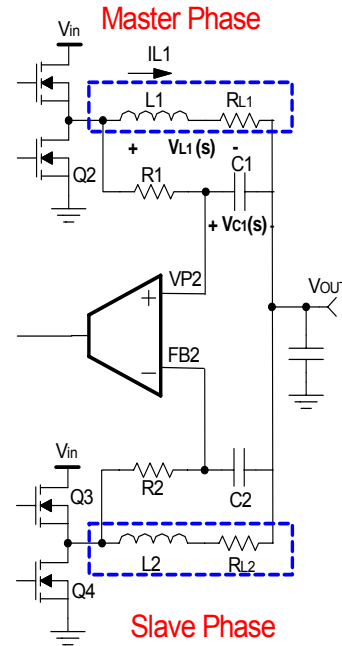 Master Phase
Vin
IL1
L1
RL1
+ VL1(s) -
Q2
R1
C1
+ VC1(s) -
VP2
+
VOUT
FB2
−
Vin
R2
C2
Q3
L2
RL2
Q4
Slave Phase